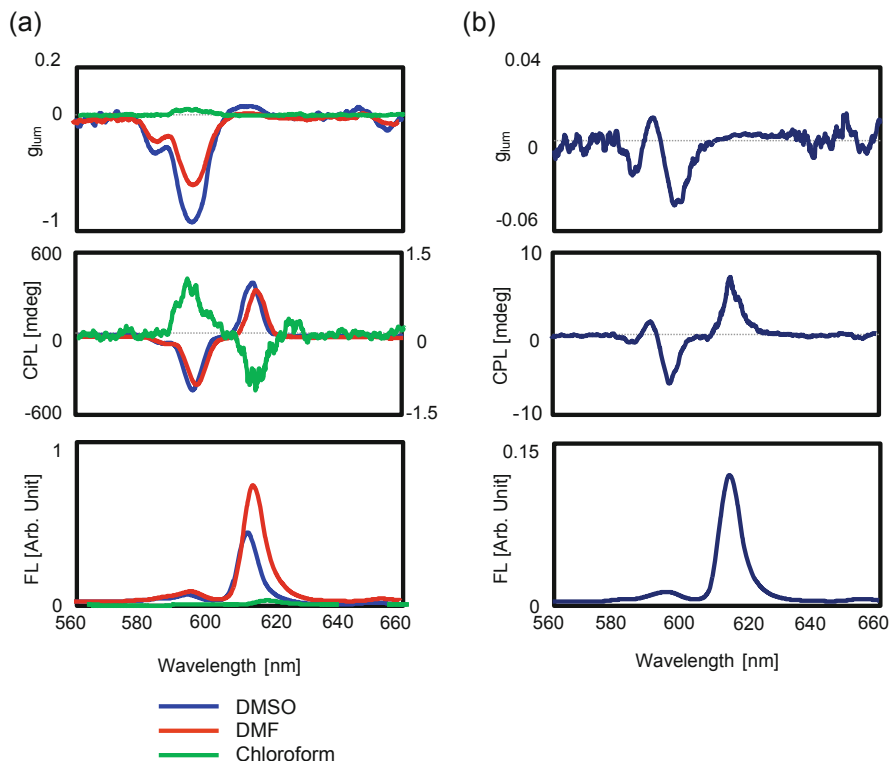 (a)
(b)
0.2
0
-1
glum
0.04
0
-0.06
glum
600
0
-600
CPL [mdeg]
1.5
0
-1.5
10
0
-10
CPL [mdeg]
1
0
FL [Arb. Unit]
0.15
0
FL [Arb. Unit]
560 580 600 620 640 660
Wavelength [nm]
560 580 600 620 640 660
Wavelength [nm]
DMSO
DMF
Chloroform